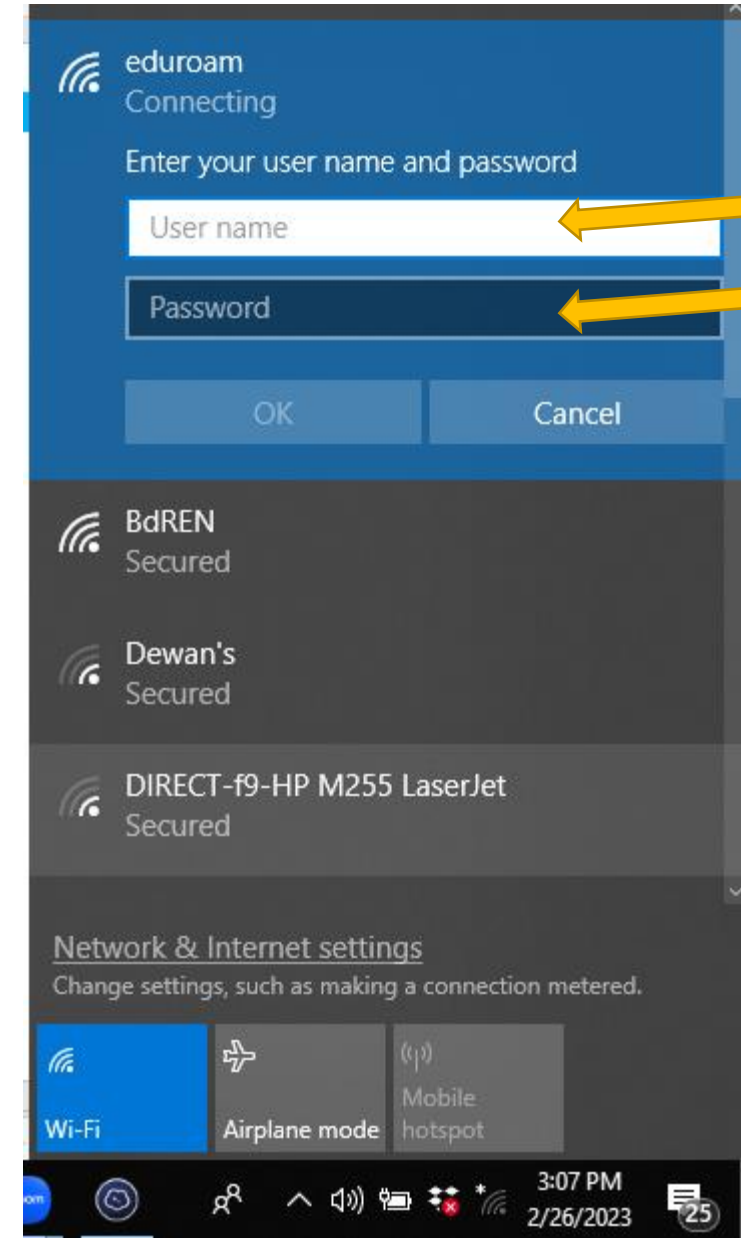 eduroam
Connecting
Enter your user name and password
User name
Password
OK Cancel
BdREN
Secured
Dewan's
Secured
DIRECT-f9-HP M255 LaserJet
Secured
Network & Internet settings
Change settings, such as making a connection metered.
Wi-Fi
Airplane mode
Mobile
hotspot
om
3:07 PM
2/26/2023
25